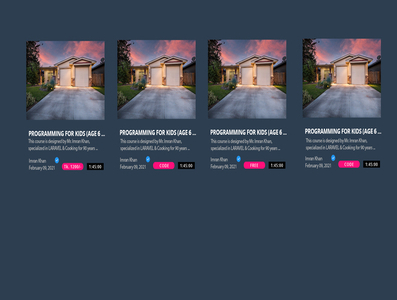 PROGRAMMING FOR KIDS (AGE 6 ...
This course is designed by Mr. Imran Khan,
specialized in LARAVEL & Cooking for 90 years ...
Imran Khan
February 09, 2021
TK. 12001
1:45:00
PROGRAMMING FOR KIDS (AGE 6 ...
This course is designed by Mr. Imran Khan,
specialized in LARAVEL & Cooking for 90 years ...
Imran Khan
February 09, 2021
CODE
1:45:00
PROGRAMMING FOR KIDS (AGE 6 ...
This course is designed by Mr. Imran Khan,
specialized in LARAVEL & Cooking for 90 years ...
Imran Khan
February 09, 2021
FREE
1:45:00
PROGRAMMING FOR KIDS (AGE 6 ...
This course is designed by Mr. Imran Khan,
specialized in LARAVEL & Cooking for 90 years ...
Imran Khan
February 09, 2021
CODE
1:45:00